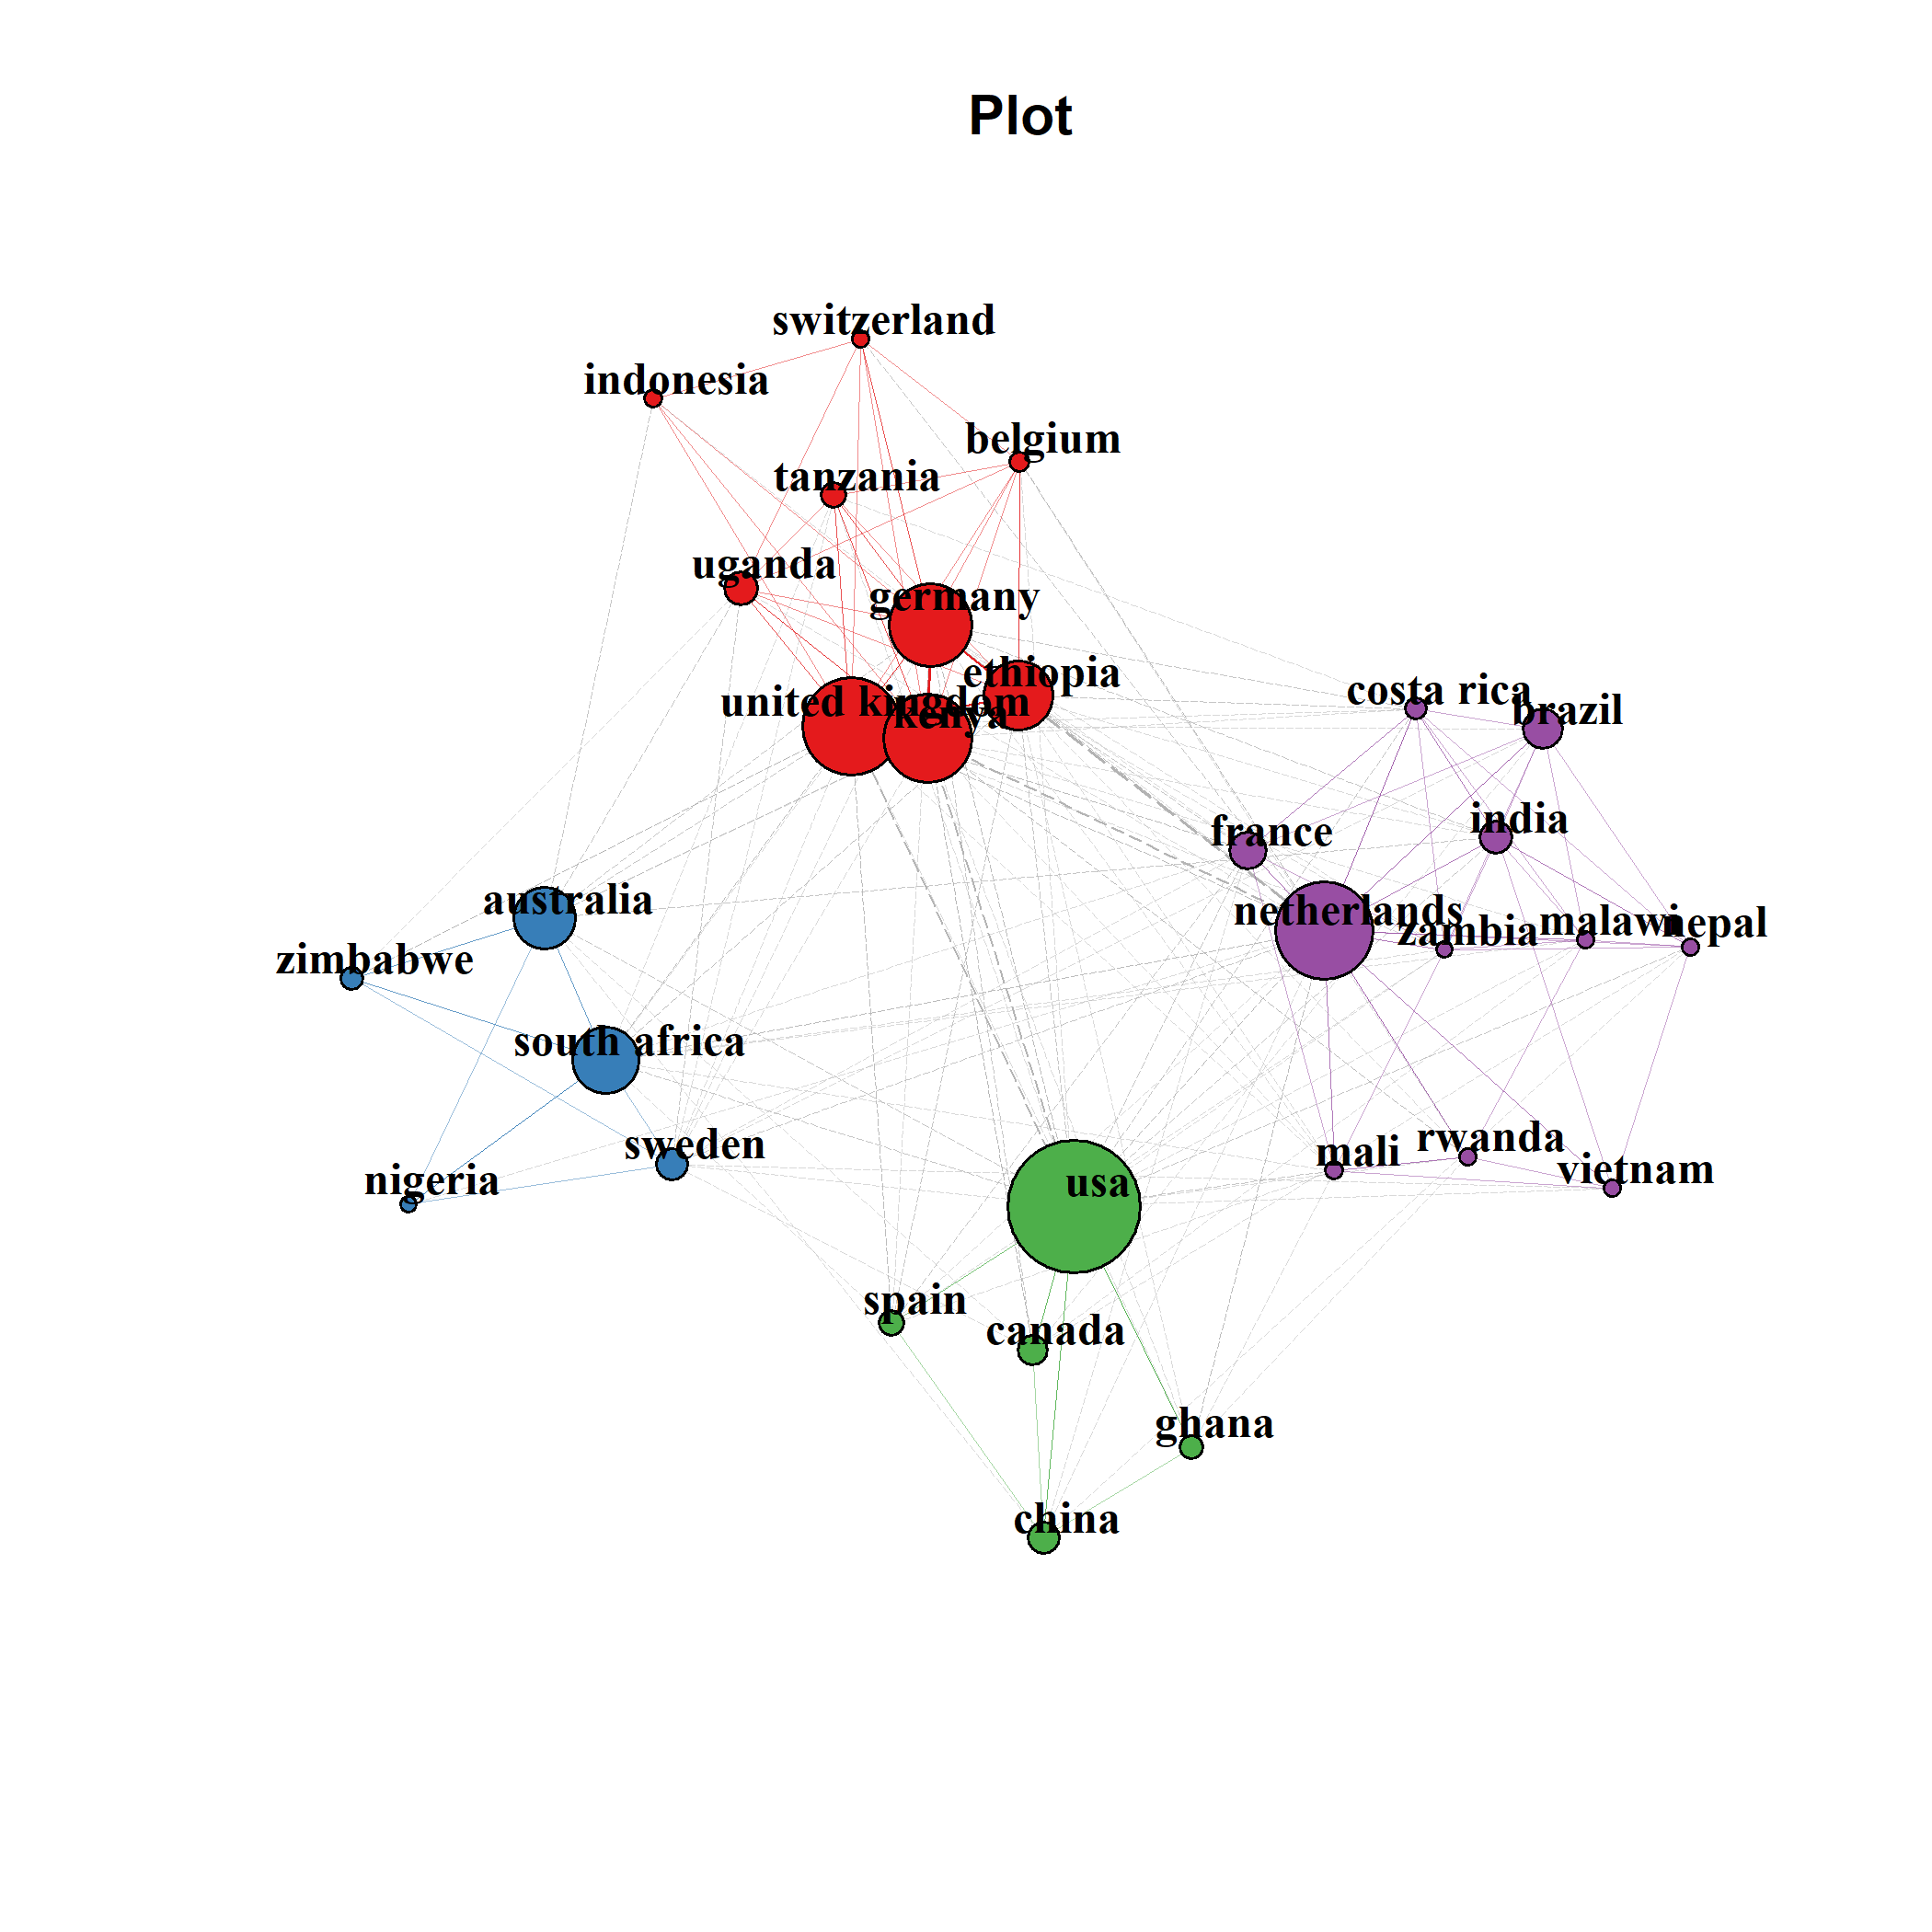 Plot
switzerland
indonesia
belgium
tanzania
uganda
germany
ethiopia
united kingdom
kenya
costa rica
brazil
india
france
australia
netherlands
zambia
malawi
nepal
zimbabwe
south africa
sweden
nigeria
usa
mali
rwanda
vietnam
spain
canada
ghana
china